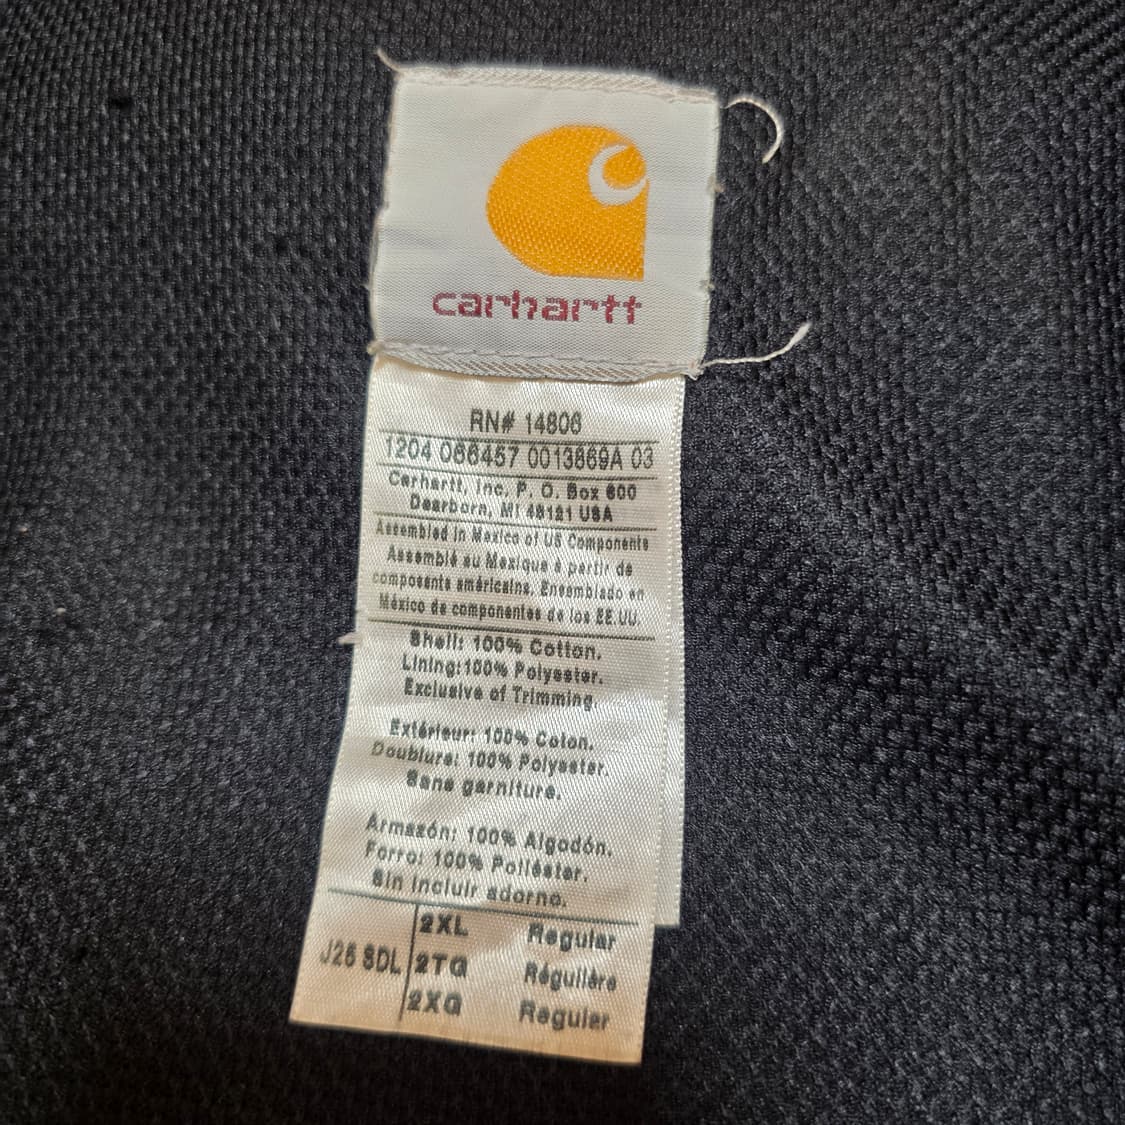 carhartt
RN# 14806
1204 066457 0013869A 03
Carhartt, Inc. P. O. Box 600
Dearborn, MI 48121 USA
Assembled in Mexico of US Components
Assemblé au Mexique à partir de
composants américains, Ensamblado en
México de componentes de los EE.UU.
Shell: 100% Cotton.
Lining:100% Polyester.
Exclusive of Trimming
Extérieur: 100% Coton.
Doublure: 100% Polyester.
Sans garniture.
Armazón: 100% Algodón.
Forro: 100% Poliéster.
Sin incluir adorno.
2XL Regular
J25 SDL 2TG Régulière
2XG Regular